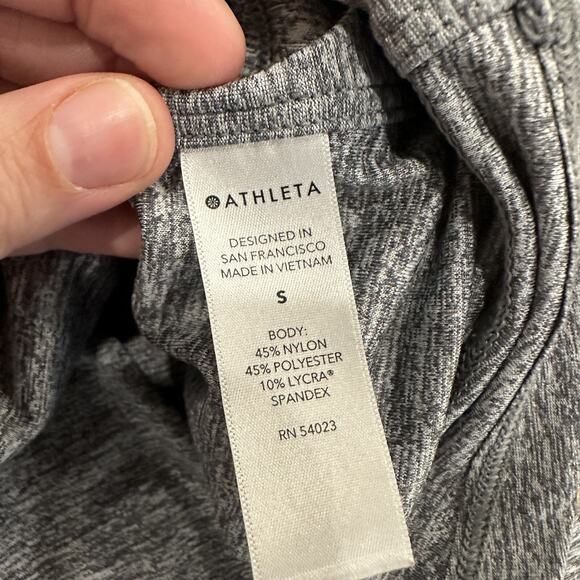 ATHLETA
DESIGNED IN
SAN FRANCISCO
MADE IN VIETNAM
S
BODY:
45% NYLON
45% POLYESTER
10% LYCRA®
SPANDEX
RN 54023